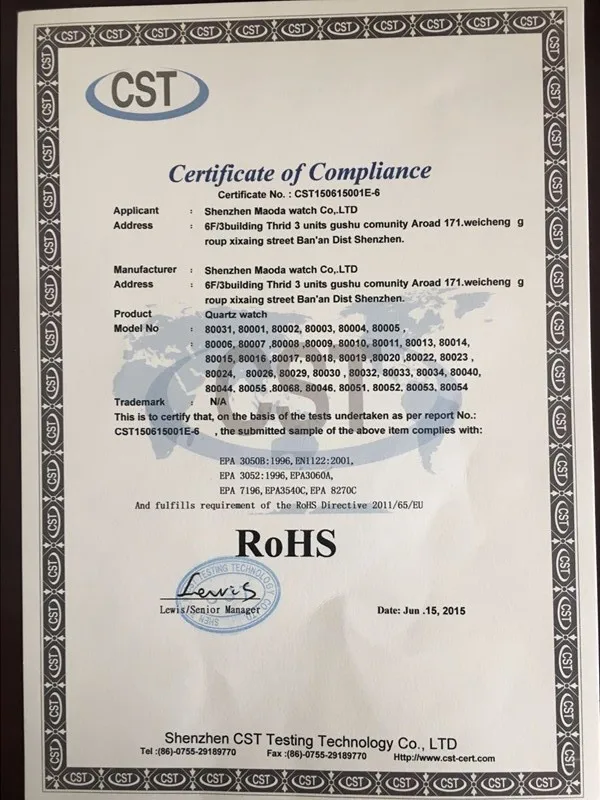 CST
Certificate of Compliance
Certificate No. : CST150615001E-6
Applicant : Shenzhen Maoda watch Co,.LTD
Address : 6F/3building Thrid 3 units gushu comunity Aroad 171.weicheng g
roup xixaing street Ban'an Dist Shenzhen.
Manufacturer : Shenzhen Maoda watch Co,.LTD
Address : 6F/3building Thrid 3 units gushu comunity Aroad 171.weicheng g
roup xixaing street Ban'an Dist Shenzhen.
Product : Quartz watch
Model No : 80031, 80001, 80002, 80003, 80004, 80005 ,
: 80006, 80007 ,80008 ,80009, 80010, 80011, 80013, 80014,
80015, 80016 ,80017, 80018, 80019 ,80020 ,80022, 80023 ,
80024, 80026, 80029, 80030 , 80032, 80033, 80034, 80040,
80044, 80055 ,80068, 80046, 80051, 80052, 80053, 80054
Trademark : N/A
This is to certify that, on the basis of the tests undertaken as per report No.:
CST150615001E-6 , the submitted sample of the above item complies with:
EPA 3050B:1996, EN1122:2001,
EPA 3052:1996, EPA3060A,
EPA 7196, EPA3540C, EPA 8270C
And fulfills requirement of the RoHS Directive 2011/65/EU
RoHS
TESTING TECHNOLOGY CO.,LTD
Lewis
Lewis/Senior Manager
Date: Jun .15, 2015
SHEN
Shenzhen CST Testing Technology Co., LTD
Tel :(86)-0755-29189770 Fax :(86)-0755-29189770 Http://www.cst-cert.com